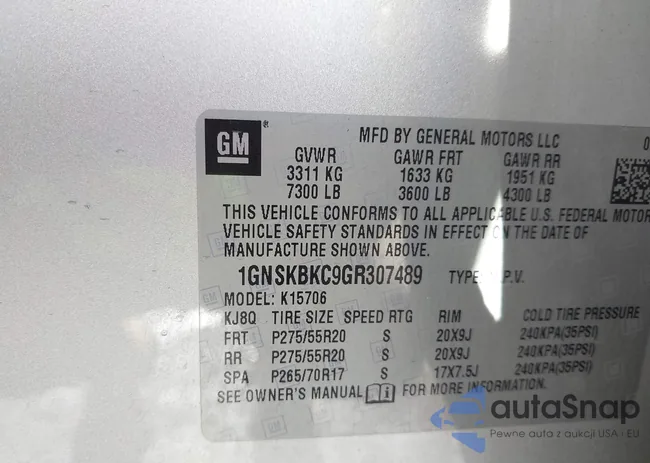 GM
MFD BY GENERAL MOTORS LLC
GVWR GAWR FRT GAWR RR
3311 KG 1633 KG 1951 KG
7300 LB 3600 LB 4300 LB
THIS VEHICLE CONFORMS TO ALL APPLICABLE U.S. FEDERAL MOTOR
VEHICLE SAFETY STANDARDS IN EFFECT ON THE DATE OF
MANUFACTURE SHOWN ABOVE.
1GNSKBKC9GR307489 TYPE: .P.V.
MODEL: K15706
KJ8Q TIRE SIZE SPEED RTG RIM COLD TIRE PRESSURE
FRT P275/55R20 S 20X9J 240KPA(35PSI)
RR P275/55R20 S 20X9J 240KPA(35PSI)
SPA P265/70R17 S 17X7.5J 240KPA(35PSI)
SEE OWNER'S MANUAL FOR MORE INFORMATION
autoSnap
Pewne auto z aukcji USA i EU